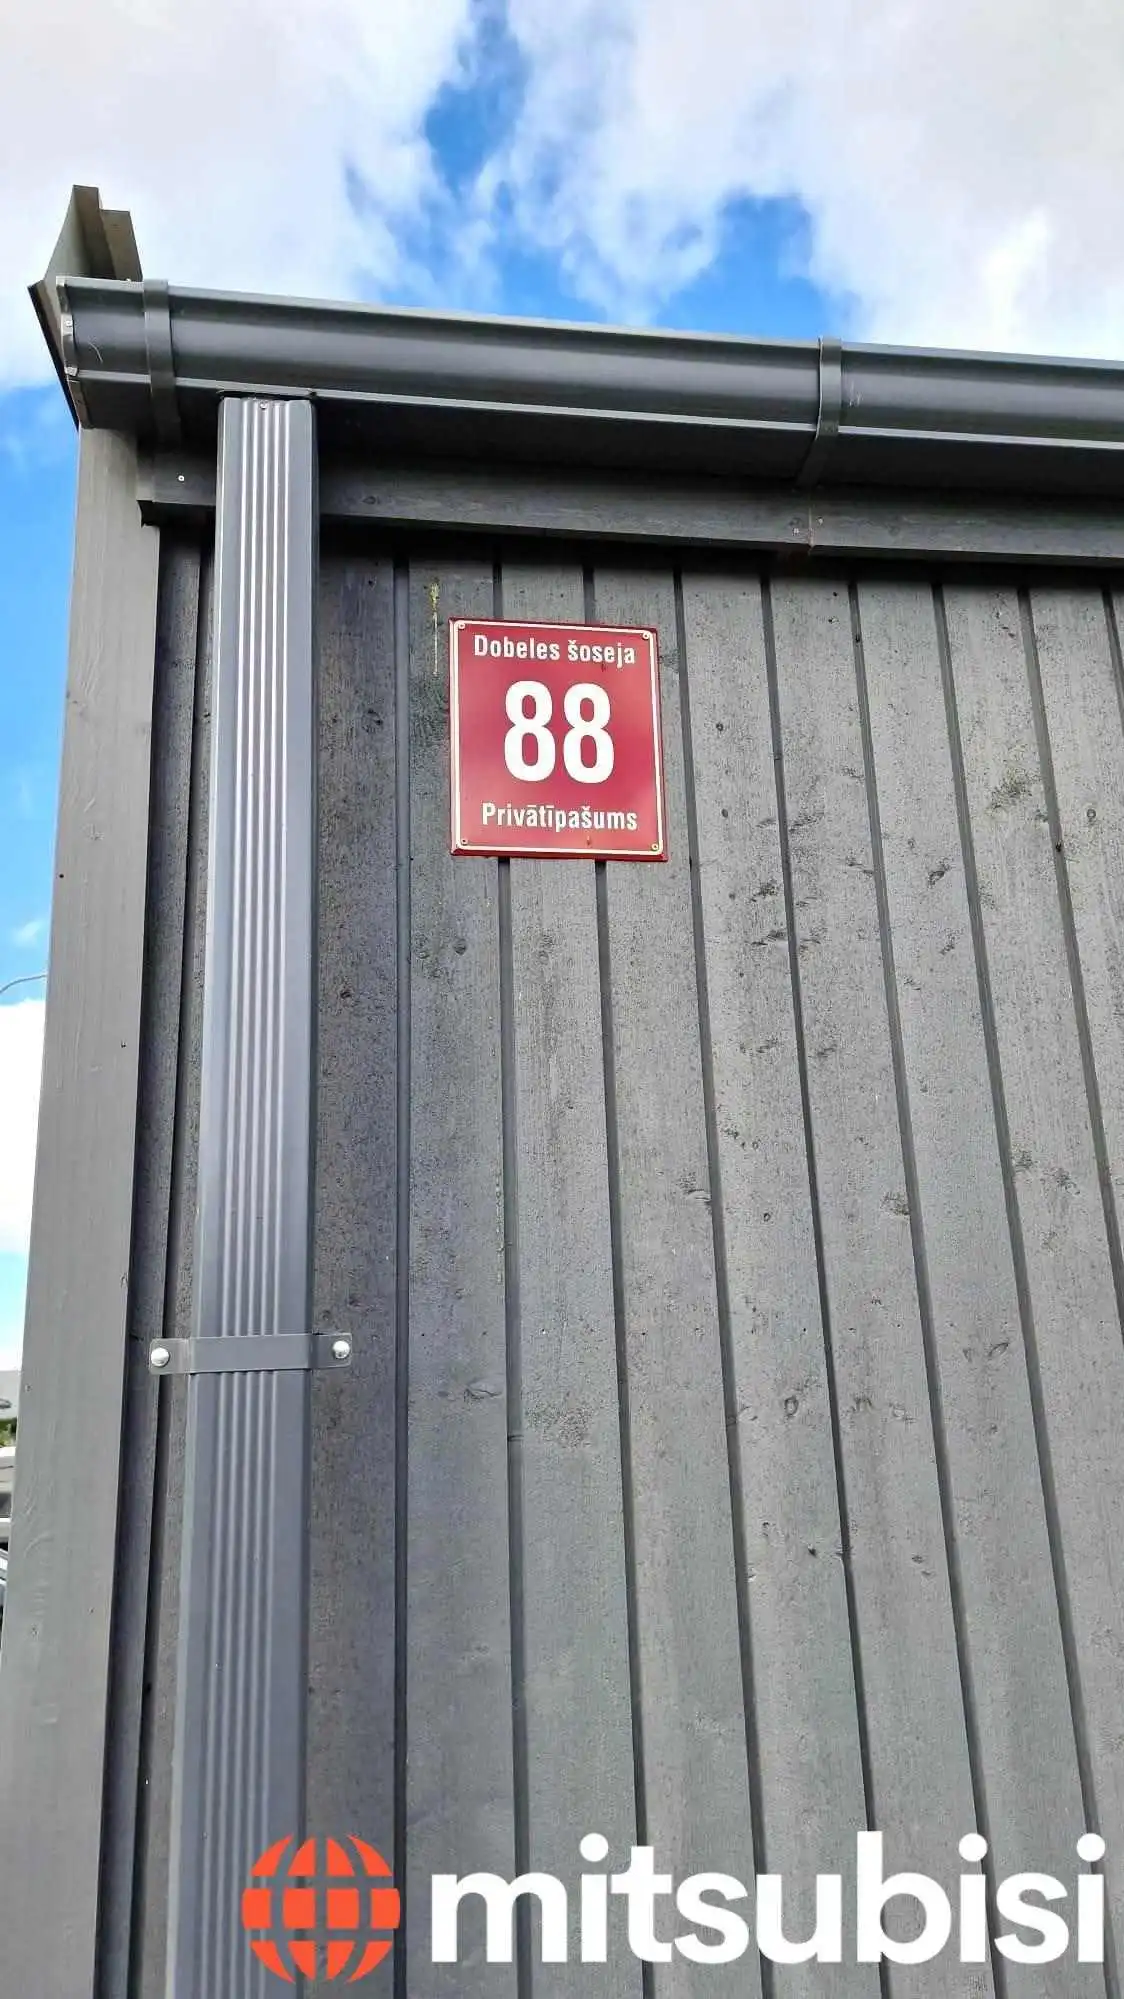 Dobeles šoseja
88
Privātīpašums
mitsubisi